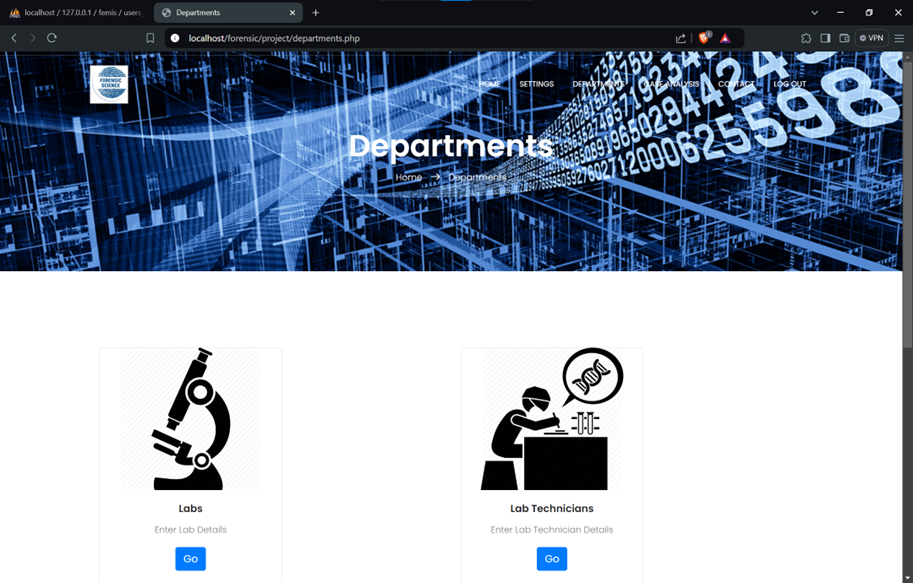 localhost / 127.0.0.1 / femis / users
Departments
localhost/forensic/project/departments.php
VPN
FORENSIC
SCIENCE
HOME SETTINGS DEPARTMENTS CASE ANALYSIS CONTACT LOG OUT
Departments
Home → Departments
Labs
Enter Lab Details
Go
Lab Technicians
Enter Lab Technician Details
Go